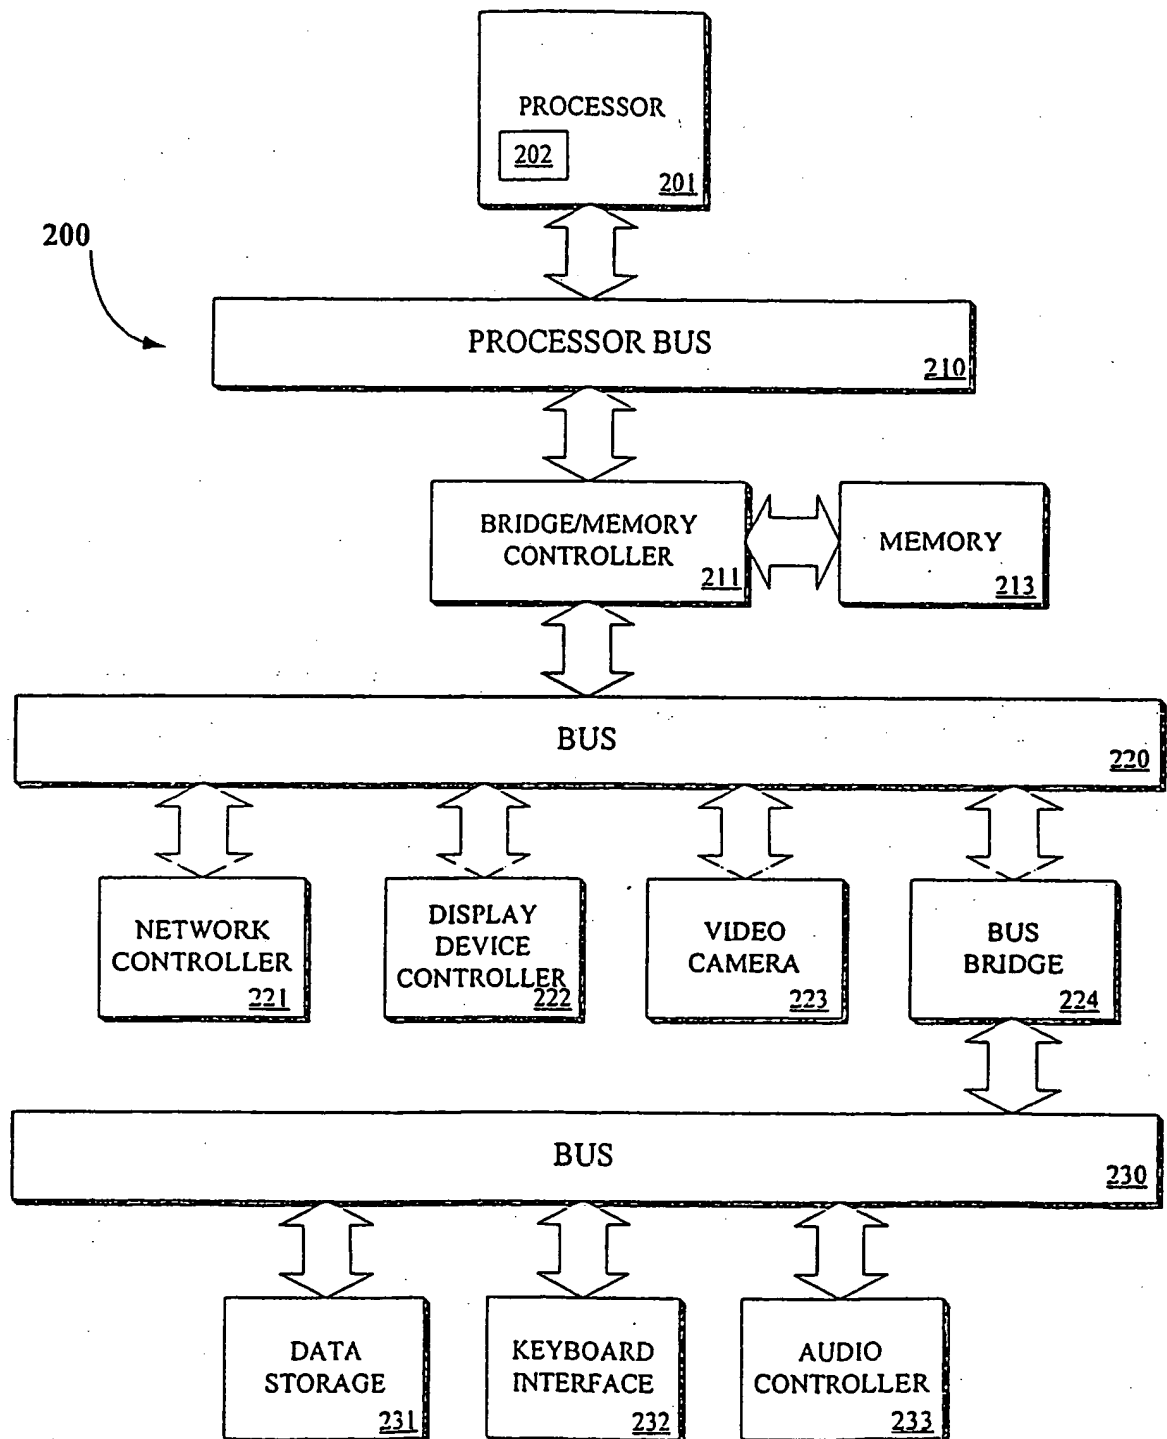 PROCESSOR
202
201
200
PROCESSOR BUS
210
BRIDGE/MEMORY
CONTROLLER
211
MEMORY
213
BUS
220
NETWORK
CONTROLLER
221
DISPLAY
DEVICE
CONTROLLER
222
VIDEO
CAMERA
223
BUS
BRIDGE
224
BUS
230
DATA
STORAGE
231
KEYBOARD
INTERFACE
232
AUDIO
CONTROLLER
233